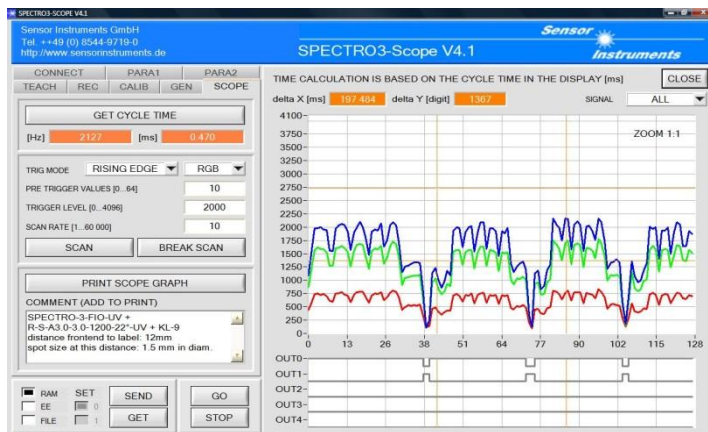 SPECTRO3-SCOPE V4.1
Sensor Instruments GmbH
Tel. ++49 (0) 8544-9719-0
http://www.sensorinstruments.de
SPECTRO3-Scope V4.1
Sensor
Instruments
CONNECT PARA1 PARA2
TEACH REC CALIB GEN SCOPE
GET CYCLE TIME
[Hz] 2127 [ms] 0.470
TRIG MODE RISING EDGE RGB
PRE TRIGGER VALUES [0...64] 10
TRIGGER LEVEL [0...4096] 2000
SCAN RATE [1...60 000] 10
SCAN BREAK SCAN
PRINT SCOPE GRAPH
COMMENT (ADD TO PRINT)
SPECTRO-3-FIO-UV +
R-S-A3.0-3.0-1200-22°-UV + KL-9
distance frontend to label: 12mm
spot size at this distance: 1.5 mm in diam.
RAM SET SEND GO
EE 0
FILE 1 GET STOP
TIME CALCULATION IS BASED ON THE CYCLE TIME IN THE DISPLAY [ms] CLOSE
delta X [ms] 197.484 delta Y [digit] 1367 SIGNAL ALL
ZOOM 1:1
4100-
3750-
3500-
3250-
3000-
2750-
2500-
2250-
2000-
1750-
1500-
1250-
1000-
750-
500-
250-
0-
0 13 26 38 51 64 77 90 102 115 128
OUT0-
OUT1-
OUT2-
OUT3-
OUT4-